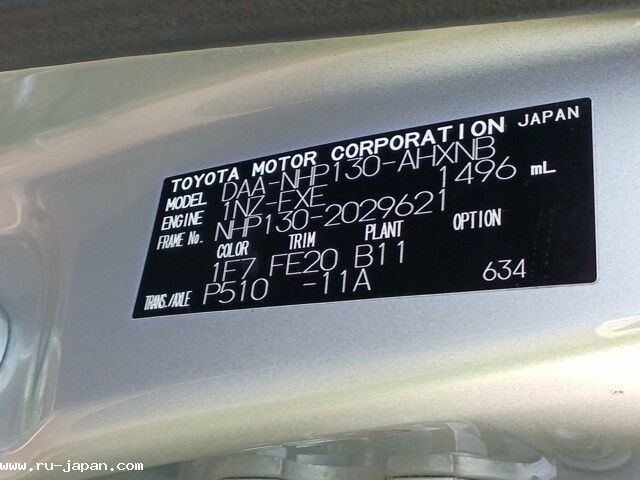 TOYOTA MOTOR CORPORATION JAPAN
MODEL DAA-NHP130-AHXNB
ENGINE 1NZ-FXE 1496 mL
FRAME No. NHP130-2029621
COLOR TRIM PLANT OPTION
1F7 FE20 B11
TRANS./AXLE P510 -11A 634
www.ru-japan.com